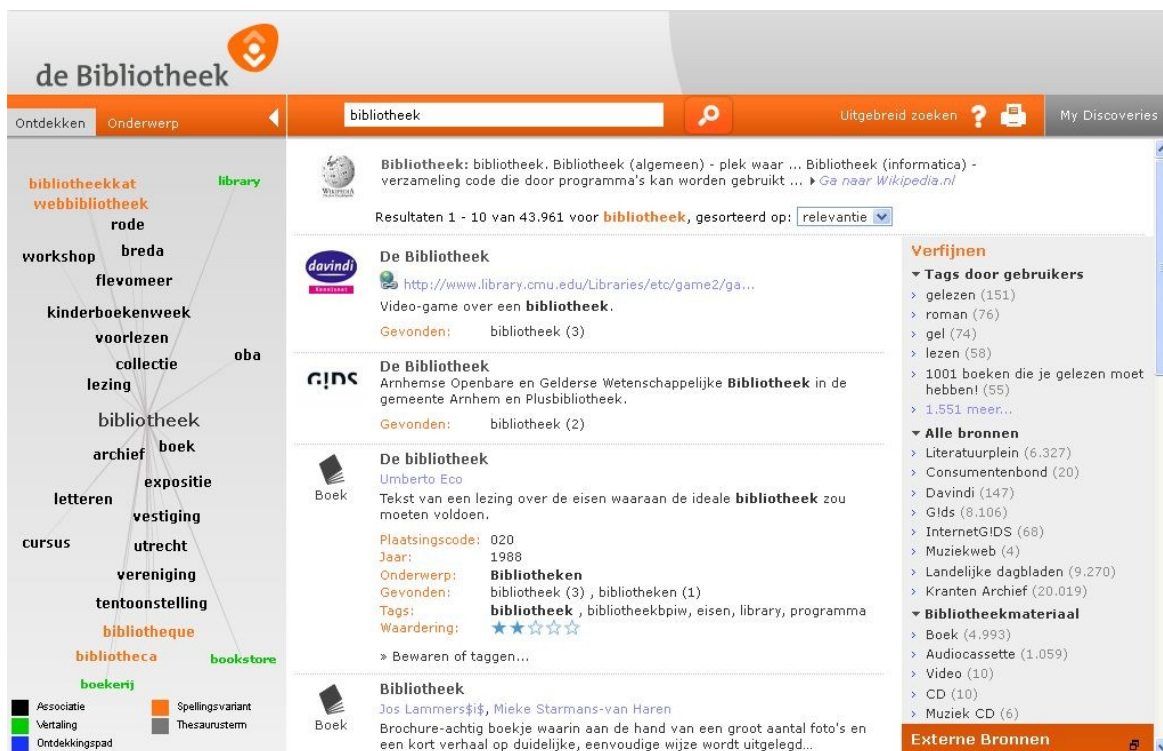 de Bibliotheek
Ontdekken
Onderwerp
bibliotheek
Uitgebreid zoeken ?
My Discoveries
bibliotheekkat
library
webbibliotheek
rode
workshop
breda
flevomeer
kinderboekenweek
voorlezen
collectie
oba
lezing
bibliotheek
archief
boek
expositie
letteren
vestiging
cursus
utrecht
vereniging
tentoonstelling
bibliotheque
bibliotheca
bookstore
boekerij
Associatie
Spellingsvariant
Vertaling
Thesaurusterm
Ontdekkingspad
WIKIPEDIA
Bibliotheek: bibliotheek. Bibliotheek (algemeen) - plek waar ... Bibliotheek (informatica) -
verzameling code die door programma's kan worden gebruikt ... Ga naar Wikipedia.nl
Resultaten 1 - 10 van 43.961 voor bibliotheek, gesorteerd op: relevantie
davindi
Kennisnet
De Bibliotheek
http://www.library.cmu.edu/Libraries/etc/game2/ga...
Video-game over een bibliotheek.
Gevonden: bibliotheek (3)
G!DS
De Bibliotheek
Arnhemse Openbare en Gelderse Wetenschappelijke Bibliotheek in de
gemeente Arnhem en Plusbibliotheek.
Gevonden: bibliotheek (2)
Boek
De bibliotheek
Umberto Eco
Tekst van een lezing over de eisen waaraan de ideale bibliotheek zou
moeten voldoen.
Plaatsingscode: 020
Jaar: 1988
Onderwerp: Bibliotheken
Gevonden: bibliotheek (3) , bibliotheken (1)
Tags: bibliotheek , bibliotheekbpiw, eisen, library, programma
Waardering:
» Bewaren of taggen...
Boek
Bibliotheek
Jos Lammers$i$, Mieke Starmans-van Haren
Brochure-achtig boekje waarin aan de hand van een groot aantal foto's en
een kort verhaal op duidelijke, eenvoudige wijze wordt uitgelegd...
Verfijnen
Tags door gebruikers
gelezen (151)
roman (76)
gel (74)
lezen (58)
1001 boeken die je gelezen moet
hebben! (55)
1.551 meer...
Alle bronnen
Literatuurplein (6.327)
Consumentenbond (20)
Davindi (147)
G!ds (8.106)
InternetG!DS (68)
Muziekweb (4)
Landelijke dagbladen (9.270)
Kranten Archief (20.019)
Bibliotheekmateriaal
Boek (4.993)
Audiocassette (1.059)
Video (10)
CD (10)
Muziek CD (6)
Externe Bronnen